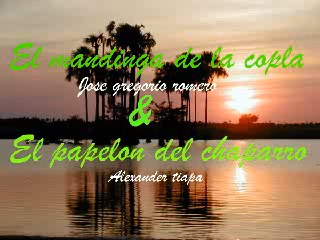 El mandinga de la copla
Jose gregorio romero
&
El papelon del chaparro
Alexander tiapa